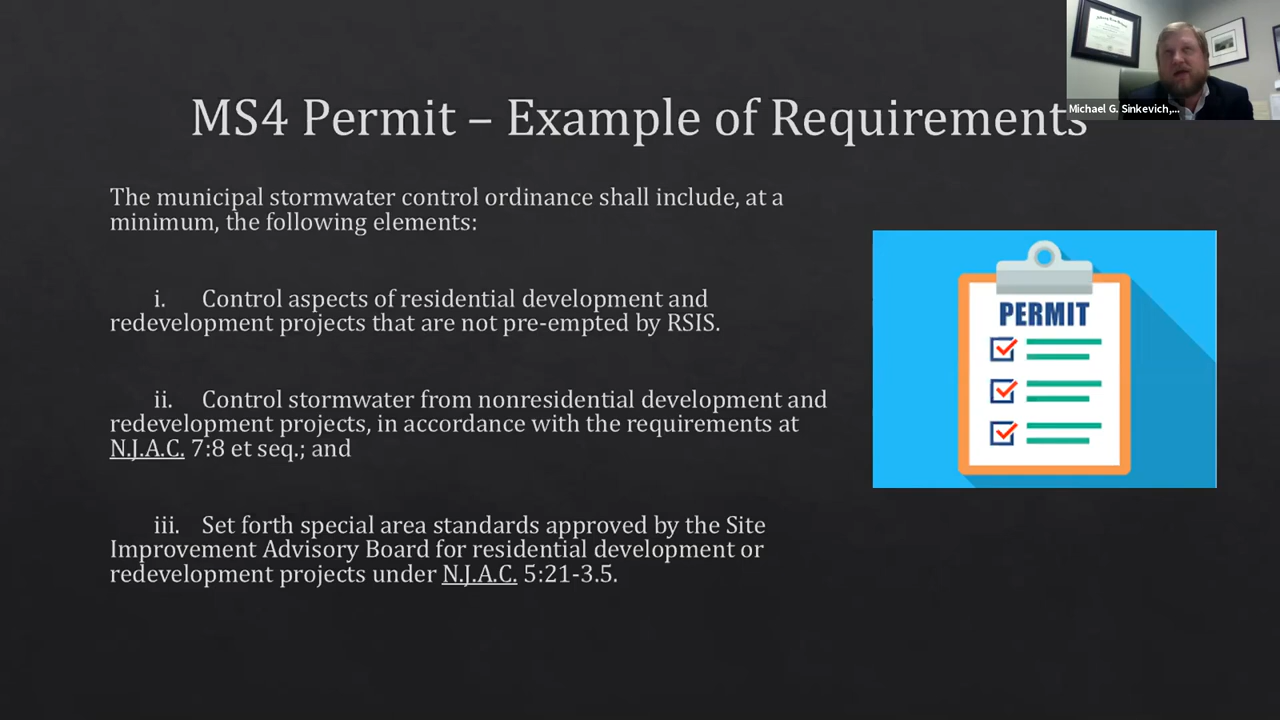 MS4 Permit – Example of Requirements
Michael G. Sinkevich,...
The municipal stormwater control ordinance shall include, at a
minimum, the following elements:
i. Control aspects of residential development and
redevelopment projects that are not pre-empted by RSIS.
ii. Control stormwater from nonresidential development and
redevelopment projects, in accordance with the requirements at
N.J.A.C. 7:8 et seq.; and
iii. Set forth special area standards approved by the Site
Improvement Advisory Board for residential development or
redevelopment projects under N.J.A.C. 5:21-3.5.
PERMIT